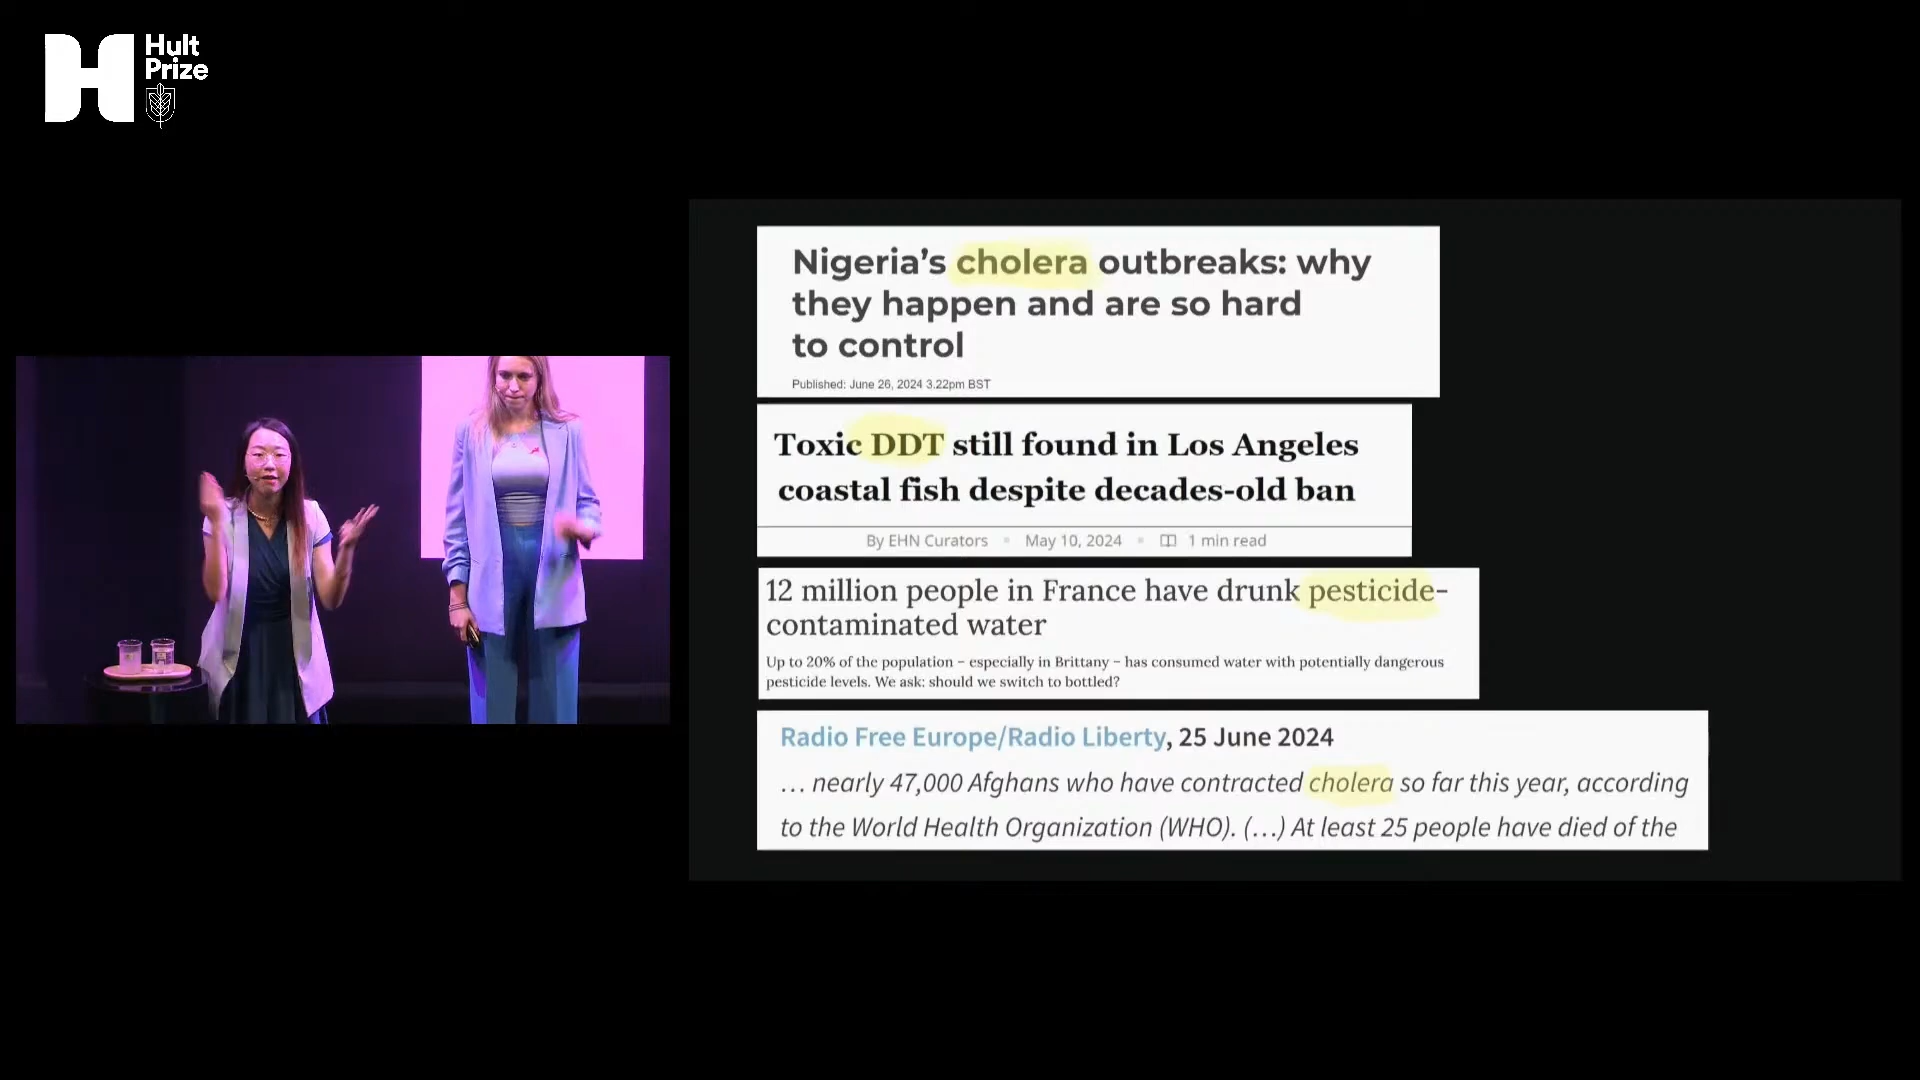 Hult
Prize
Nigeria's cholera outbreaks: why
they happen and are so hard
to control
Published: June 26, 2024 3.22pm BST
Toxic DDT still found in Los Angeles
coastal fish despite decades-old ban
By EHN Curators • May 10, 2024 • 1 min read
12 million people in France have drunk pesticide-
contaminated water
Up to 20% of the population – especially in Brittany – has consumed water with potentially dangerous
pesticide levels. We ask: should we switch to bottled?
Radio Free Europe/Radio Liberty, 25 June 2024
… nearly 47,000 Afghans who have contracted cholera so far this year, according
to the World Health Organization (WHO). (…) At least 25 people have died of the